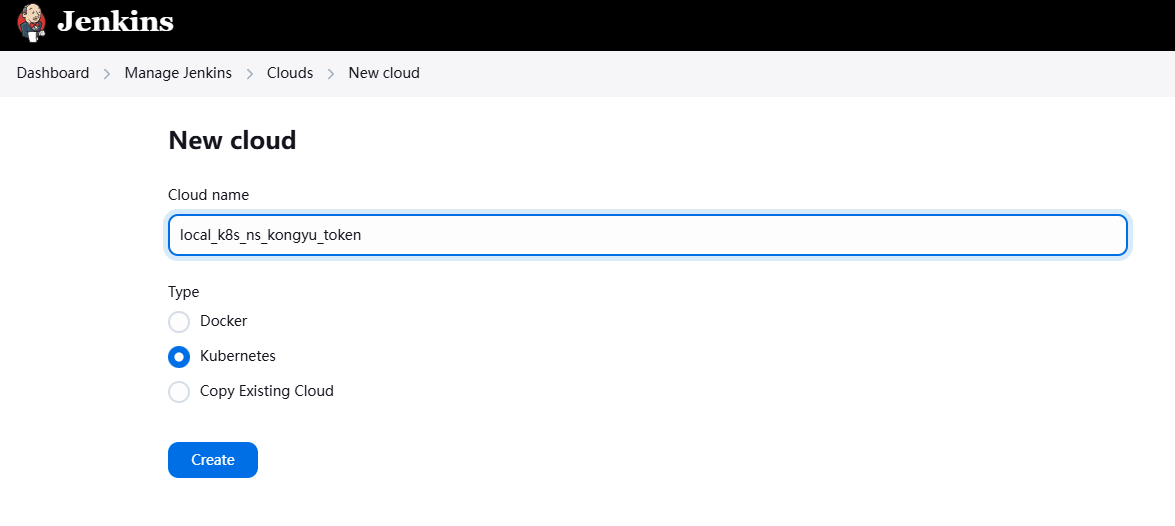 Jenkins
Dashboard > Manage Jenkins > Clouds > New cloud
New cloud
Cloud name
local_k8s_ns_kongyu_token
Type
Docker
Kubernetes
Copy Existing Cloud
Create